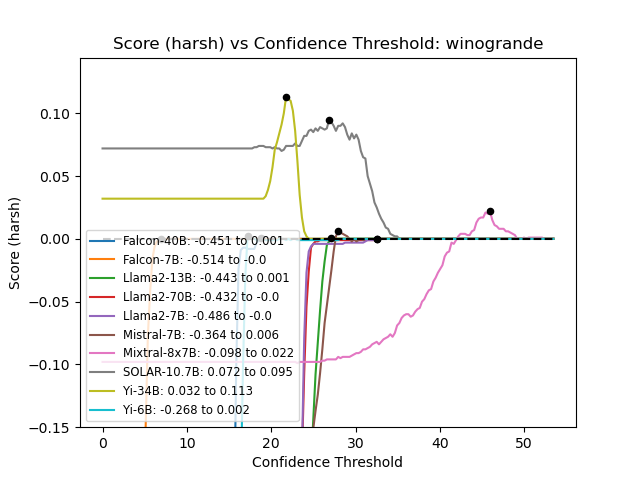 Score (harsh) vs Confidence Threshold: winogrande
Score (harsh)
0.10
0.05
0.00
−0.05
−0.10
−0.15
Falcon-40B: -0.451 to 0.001
Falcon-7B: -0.514 to -0.0
Llama2-13B: -0.443 to 0.001
Llama2-70B: -0.432 to -0.0
Llama2-7B: -0.486 to -0.0
Mistral-7B: -0.364 to 0.006
Mixtral-8x7B: -0.098 to 0.022
SOLAR-10.7B: 0.072 to 0.095
Yi-34B: 0.032 to 0.113
Yi-6B: -0.268 to 0.002
0 10 20 30 40 50
Confidence Threshold